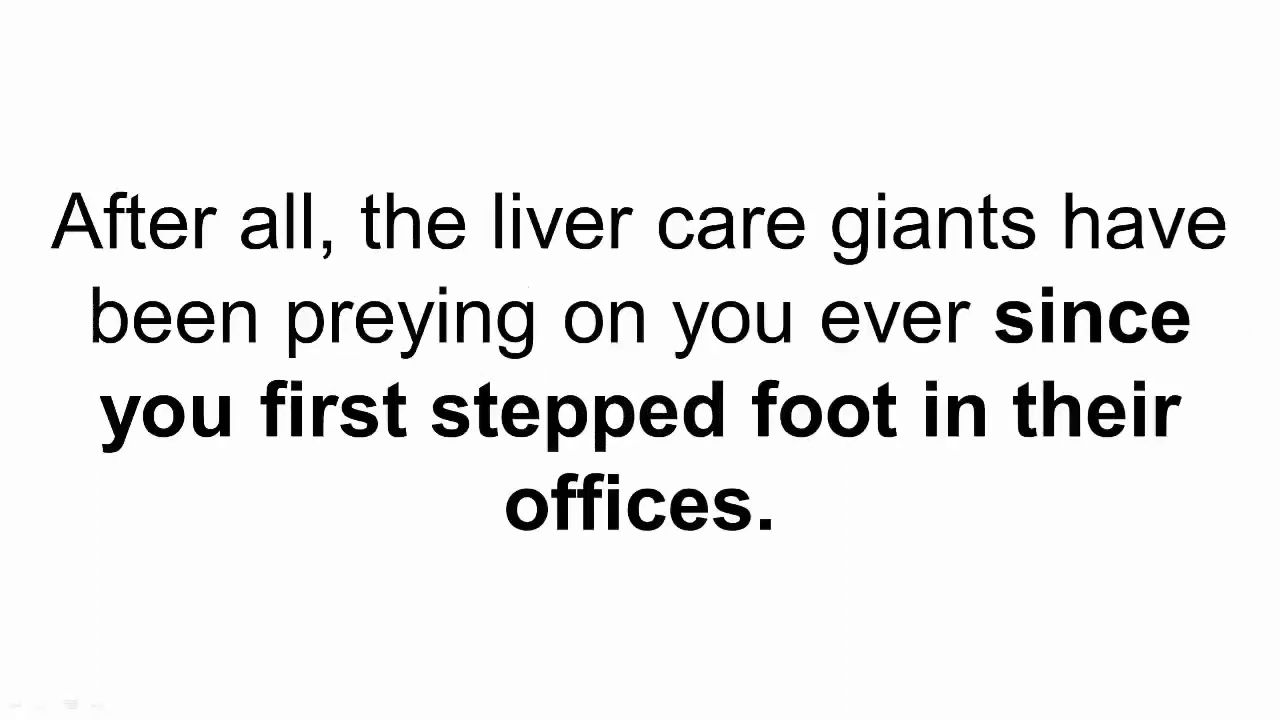 After all, the liver care giants have
been preying on you ever since
you first stepped foot in their
offices.